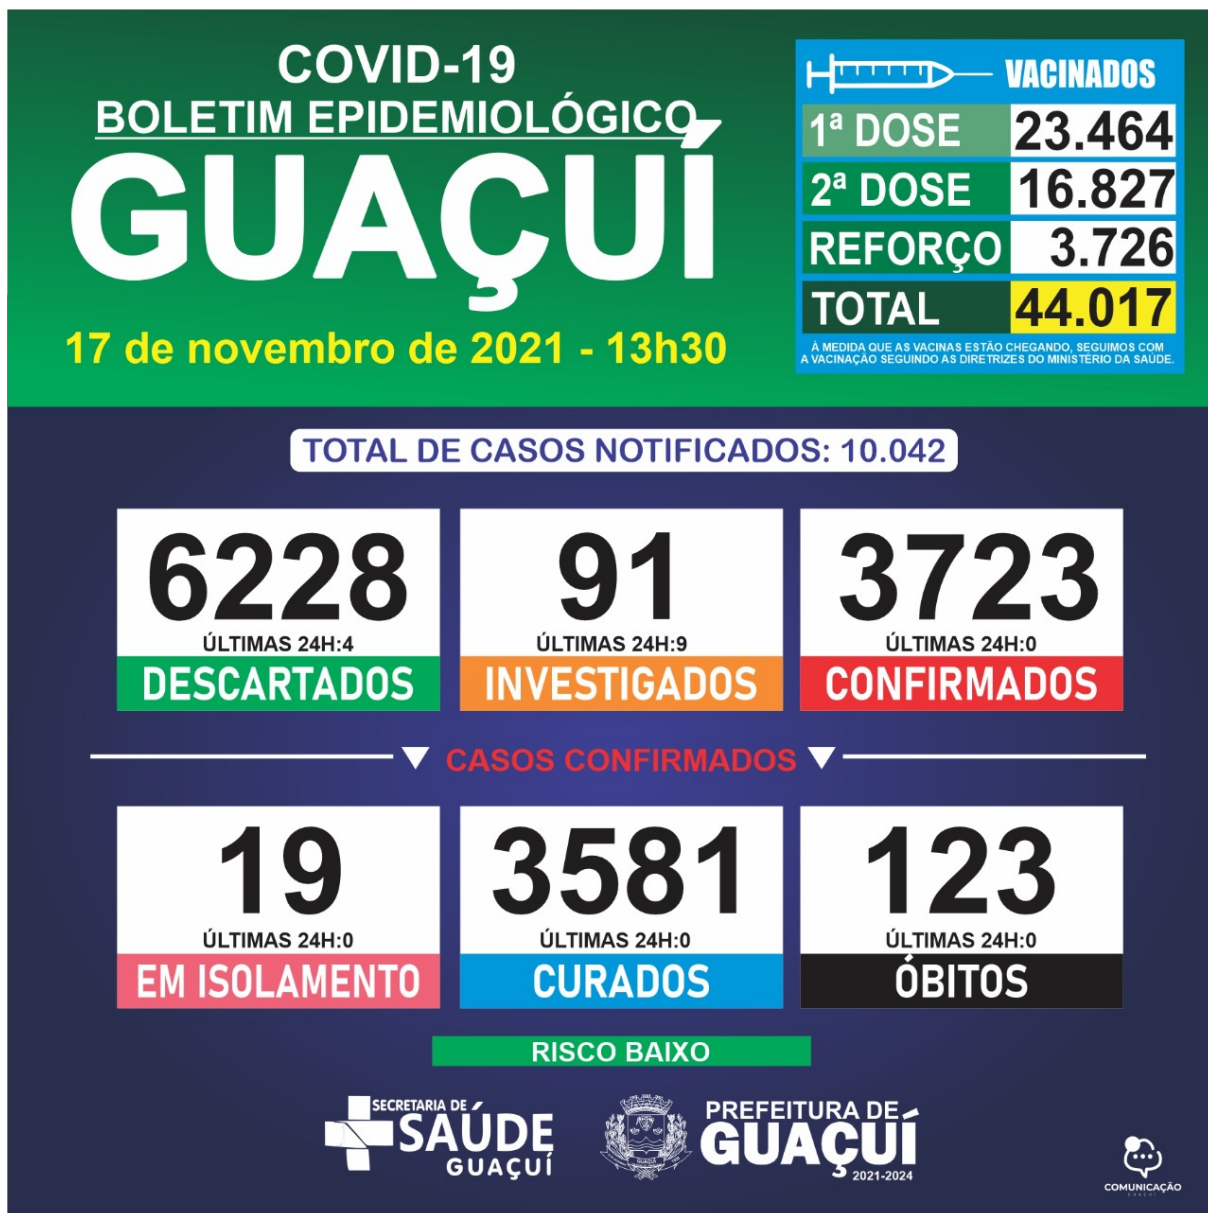 COVID-19
BOLETIM EPIDEMIOLÓGICO
GUAÇUÍ
17 de novembro de 2021 - 13h30
VACINADOS
1ª DOSE 23.464
2ª DOSE 16.827
REFORÇO 3.726
TOTAL 44.017
À MEDIDA QUE AS VACINAS ESTÃO CHEGANDO, SEGUIMOS COM
A VACINAÇÃO SEGUINDO AS DIRETRIZES DO MINISTÉRIO DA SAÚDE.
TOTAL DE CASOS NOTIFICADOS: 10.042
6228
ÚLTIMAS 24H:4
DESCARTADOS
91
ÚLTIMAS 24H:9
INVESTIGADOS
3723
ÚLTIMAS 24H:0
CONFIRMADOS
CASOS CONFIRMADOS
19
ÚLTIMAS 24H:0
EM ISOLAMENTO
3581
ÚLTIMAS 24H:0
CURADOS
123
ÚLTIMAS 24H:0
ÓBITOS
RISCO BAIXO
SECRETARIA DE
SAÚDE
GUAÇUÍ
PREFEITURA DE
GUAÇUÍ
2021-2024
COMUNICAÇÃO